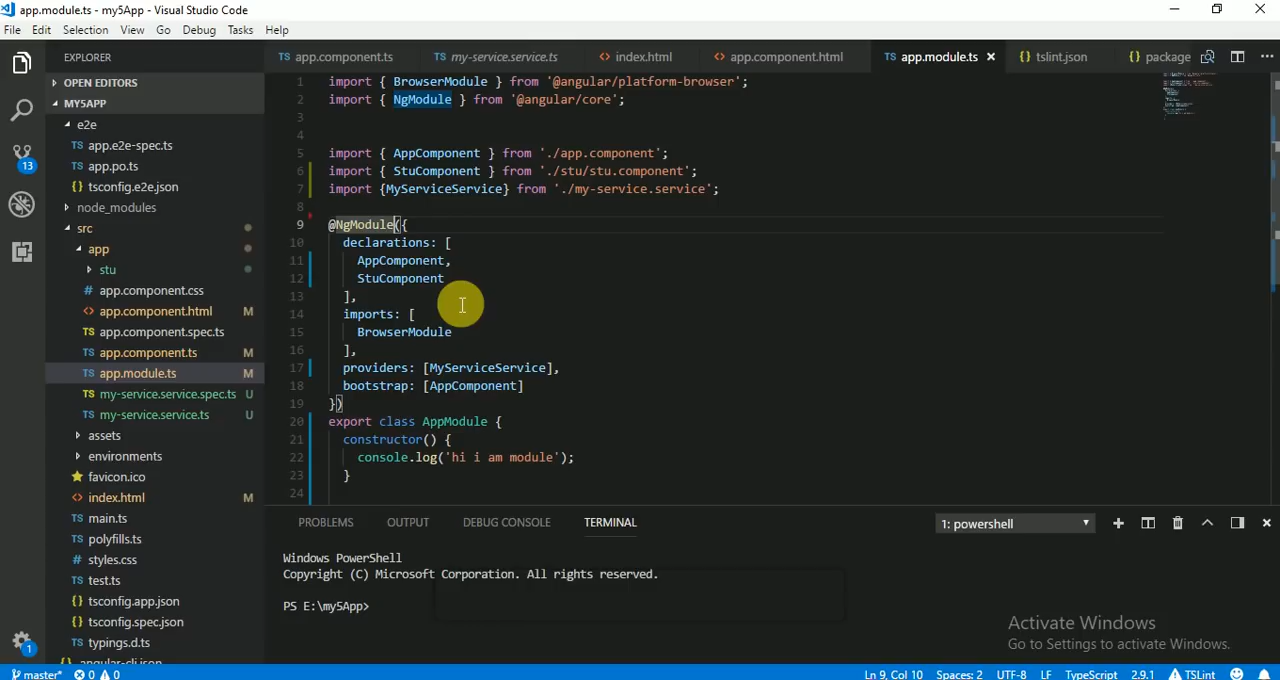 app.module.ts - my5App - Visual Studio Code
File Edit Selection View Go Debug Tasks Help
EXPLORER
OPEN EDITORS
MY5APP
e2e
TS app.e2e-spec.ts
TS app.po.ts
{} tsconfig.e2e.json
node_modules
src
app
stu
# app.component.css
<> app.component.html M
TS app.component.spec.ts
TS app.component.ts M
TS app.module.ts M
TS my-service.service.spec.ts U
TS my-service.service.ts U
assets
environments
favicon.ico
<> index.html M
TS main.ts
TS polyfills.ts
# styles.css
TS test.ts
{} tsconfig.app.json
{} tsconfig.spec.json
TS typings.d.ts
.angular-cli.json
13
1
TS app.component.ts TS my-service.service.ts <> index.html <> app.component.html TS app.module.ts × {} tslint.json {} package
1 import { BrowserModule } from '@angular/platform-browser';
2 import { NgModule } from '@angular/core';
3
4
5 import { AppComponent } from './app.component';
6 import { StuComponent } from './stu/stu.component';
7 import {MyServiceService} from './my-service.service';
8
9 @NgModule({
10 declarations: [
11 AppComponent,
12 StuComponent
13 ],
14 imports: [
15 BrowserModule
16 ],
17 providers: [MyServiceService],
18 bootstrap: [AppComponent]
19 })
20 export class AppModule {
21 constructor() {
22 console.log('hi i am module');
23 }
24
PROBLEMS OUTPUT DEBUG CONSOLE TERMINAL 1: powershell
Windows PowerShell
Copyright (C) Microsoft Corporation. All rights reserved.
PS E:\my5App>
Activate Windows
Go to Settings to activate Windows.
master* 0 0 Ln 9, Col 10 Spaces: 2 UTF-8 LF TypeScript 2.9.1 TSLint